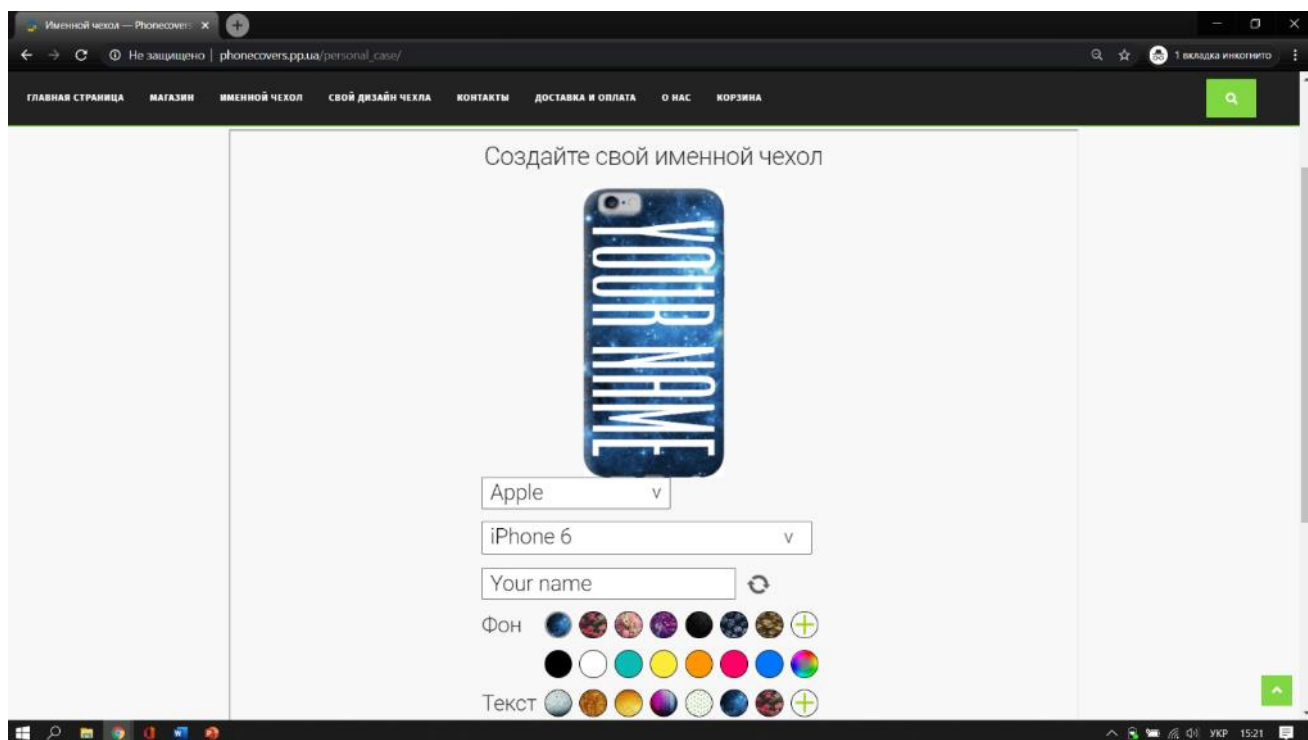 Именной чехол — Phonecovers
Не защищено | phonecovers.pp.ua/personal_case/
1 вкладка инкогнито
ГЛАВНАЯ СТРАНИЦА МАГАЗИН ИМЕННОЙ ЧЕХОЛ СВОЙ ДИЗАЙН ЧЕХЛА КОНТАКТЫ ДОСТАВКА И ОПЛАТА О НАС КОРЗИНА
Создайте свой именной чехол
YOUR NAME
Apple v
iPhone 6 v
Your name
Фон
Текст
УКР 15:21